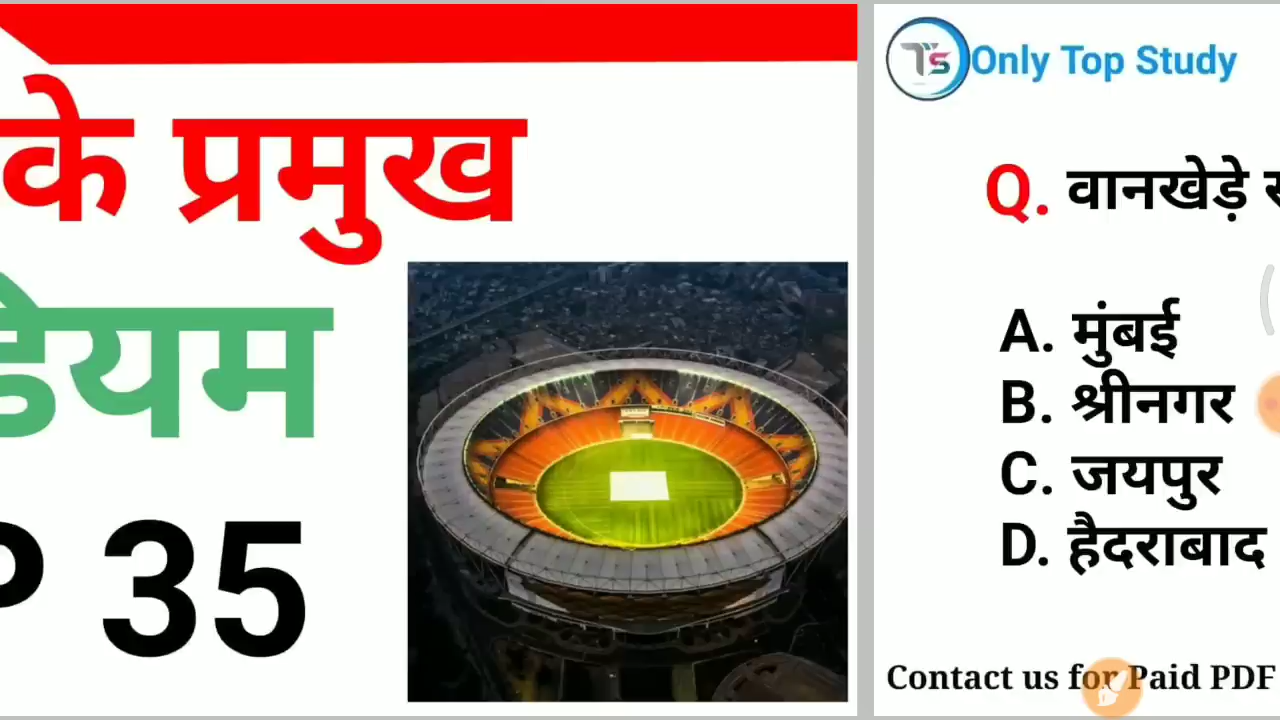 के प्रमुख
डियम
35
Only Top Study
Q. वानखेड़े
A. मुंबई
B. श्रीनगर
C. जयपुर
D. हैदराबाद
Contact us for Paid PDF